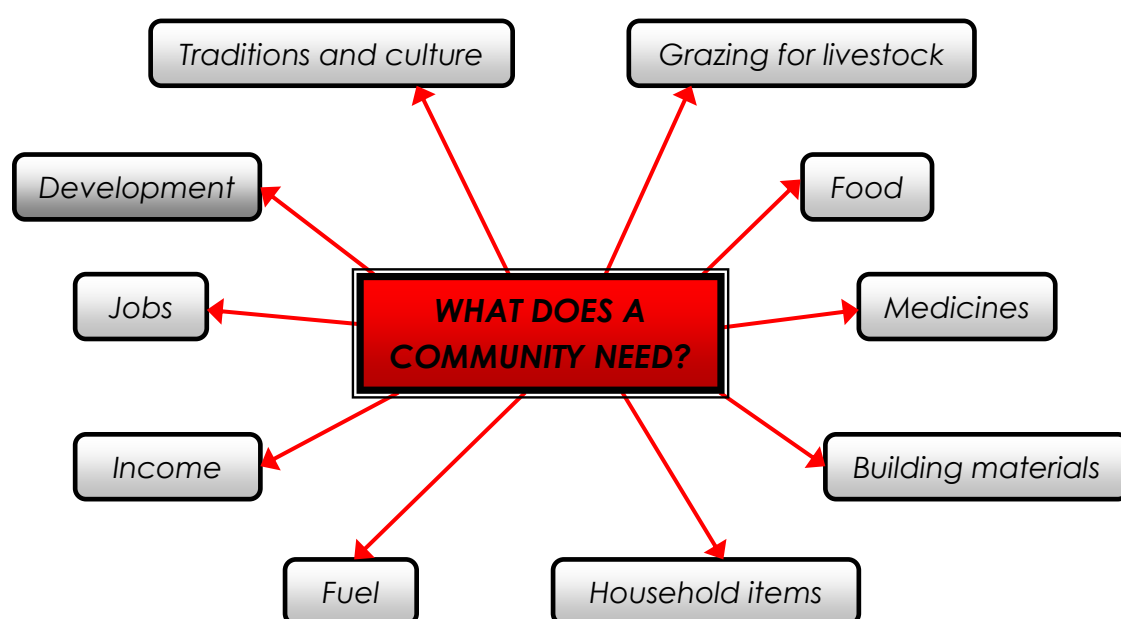 Traditions and culture
Grazing for livestock
Development
Food
Jobs
WHAT DOES A
COMMUNITY NEED?
Medicines
Income
Building materials
Fuel
Household items